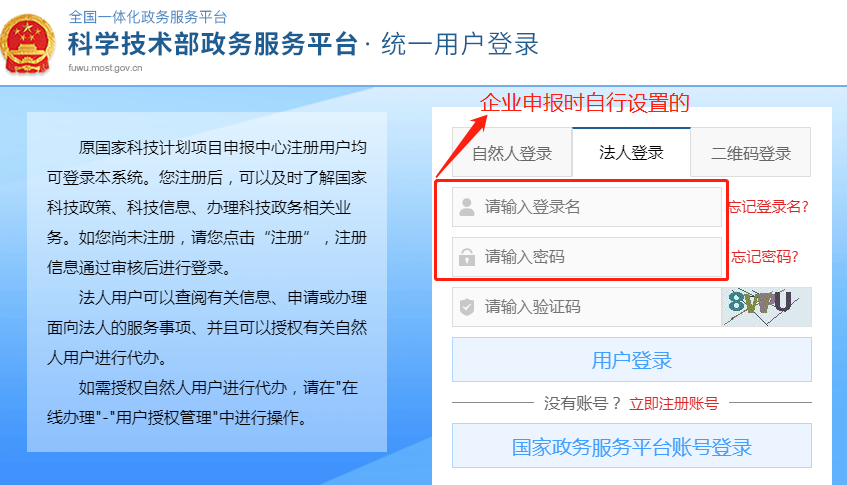 全国一体化政务服务平台
科学技术部政务服务平台 · 统一用户登录
fuwu.most.gov.cn
企业申报时自行设置的
原国家科技计划项目申报中心注册用户均
可登录本系统。您注册后，可以及时了解国家
科技政策、科技信息、办理科技政务相关业
务。如您尚未注册，请您点击“注册”，注册
信息通过审核后进行登录。
法人用户可以查阅有关信息、申请或办理
面向法人的服务事项、并且可以授权有关自然
人用户进行代办。
如需授权自然人用户进行代办，请在"在
线办理"-"用户授权管理"中进行操作。
自然人登录 法人登录 二维码登录
请输入登录名 忘记登录名?
请输入密码 忘记密码?
请输入验证码 8VFU
用户登录
没有账号？ 立即注册账号
国家政务服务平台账号登录